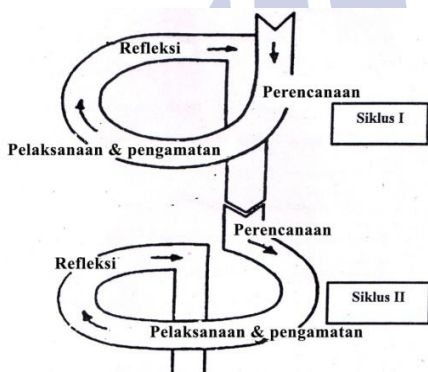 Refleksi
Perencanaan
Siklus I
Pelaksanaan & pengamatan
Perencanaan
Refleksi
Siklus II
Pelaksanaan & pengamatan